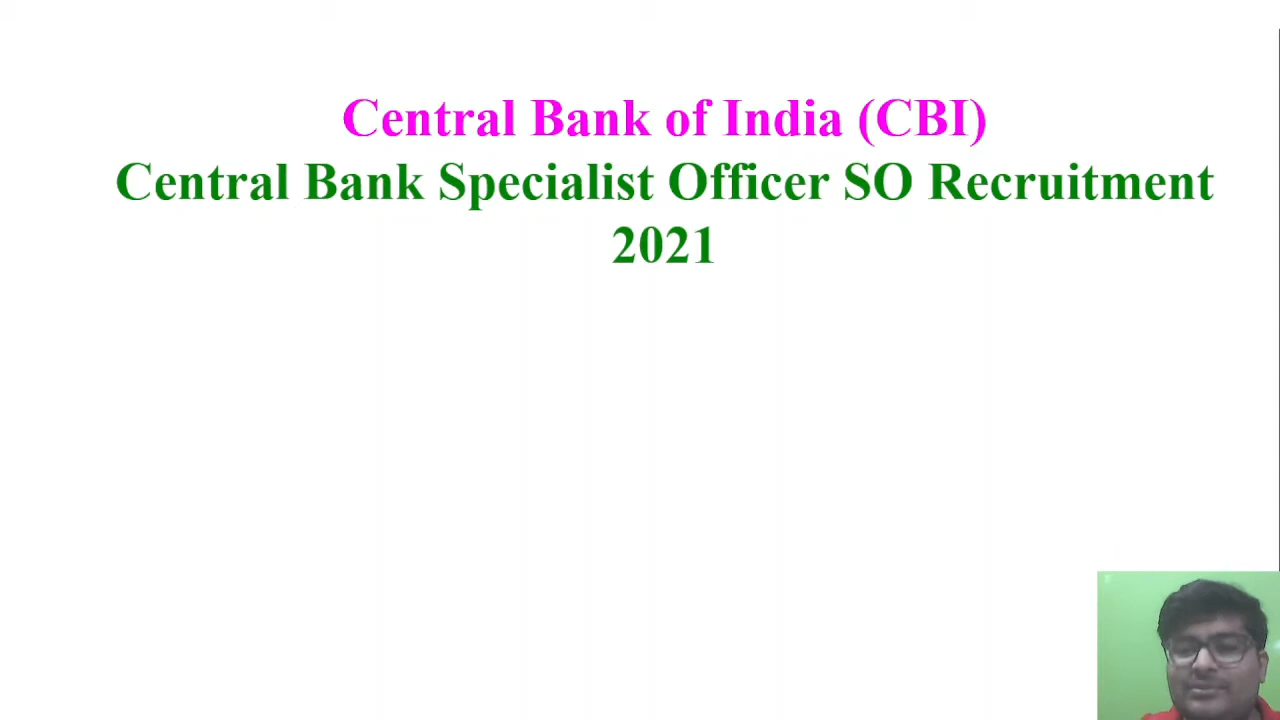 Central Bank of India (CBI)
Central Bank Specialist Officer SO Recruitment
2021